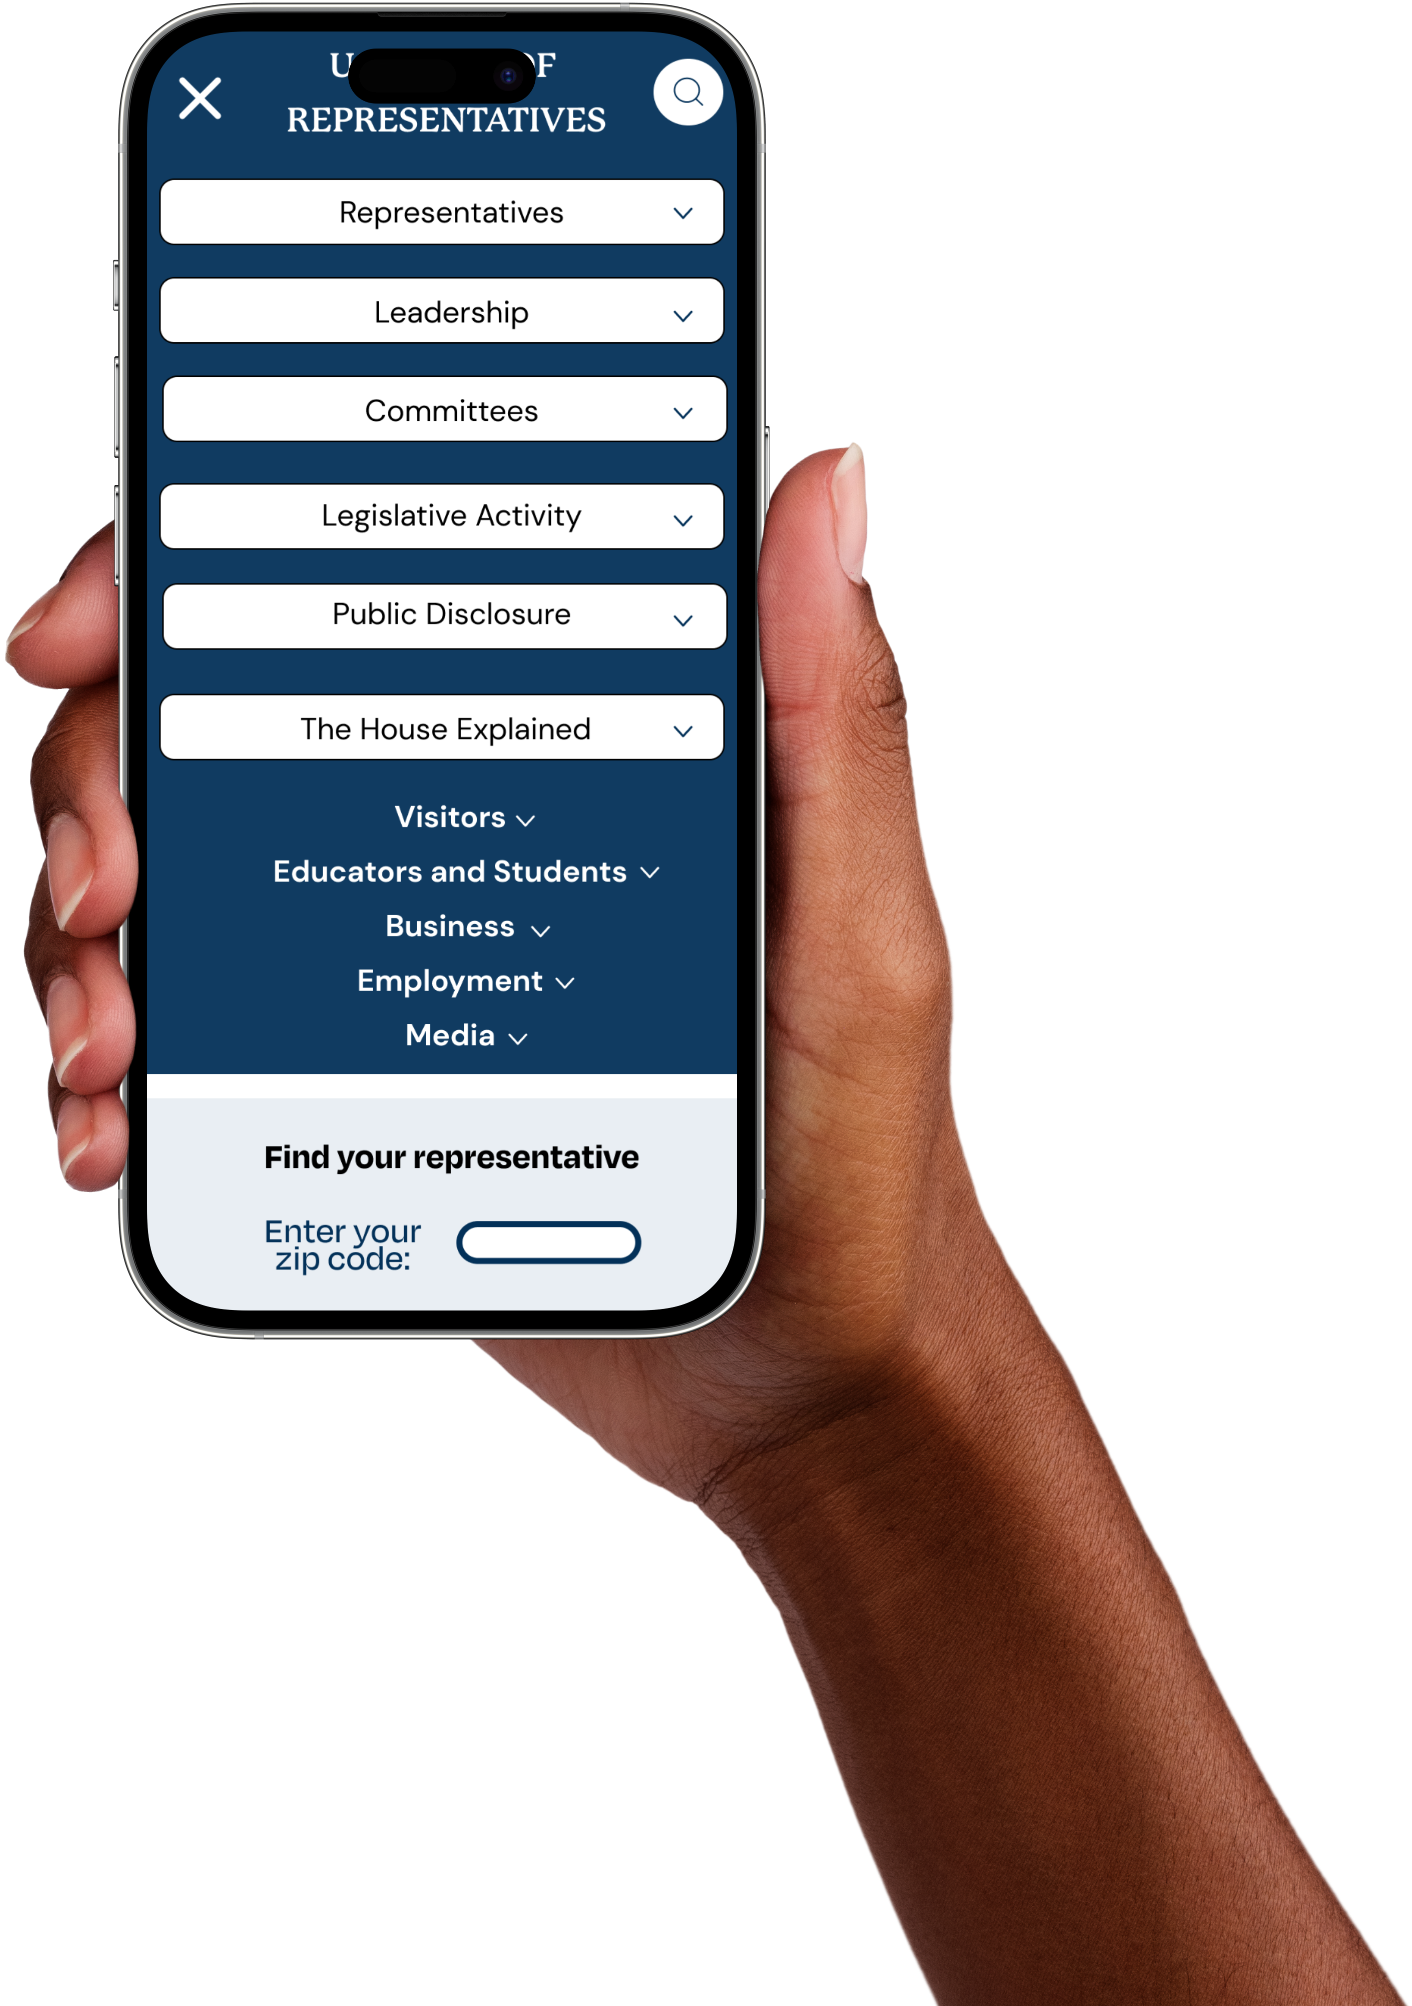 REPRESENTATIVES
Representatives
Leadership
Committees
Legislative Activity
Public Disclosure
The House Explained
Visitors
Educators and Students
Business
Employment
Media
Find your representative
Enter your
zip code: